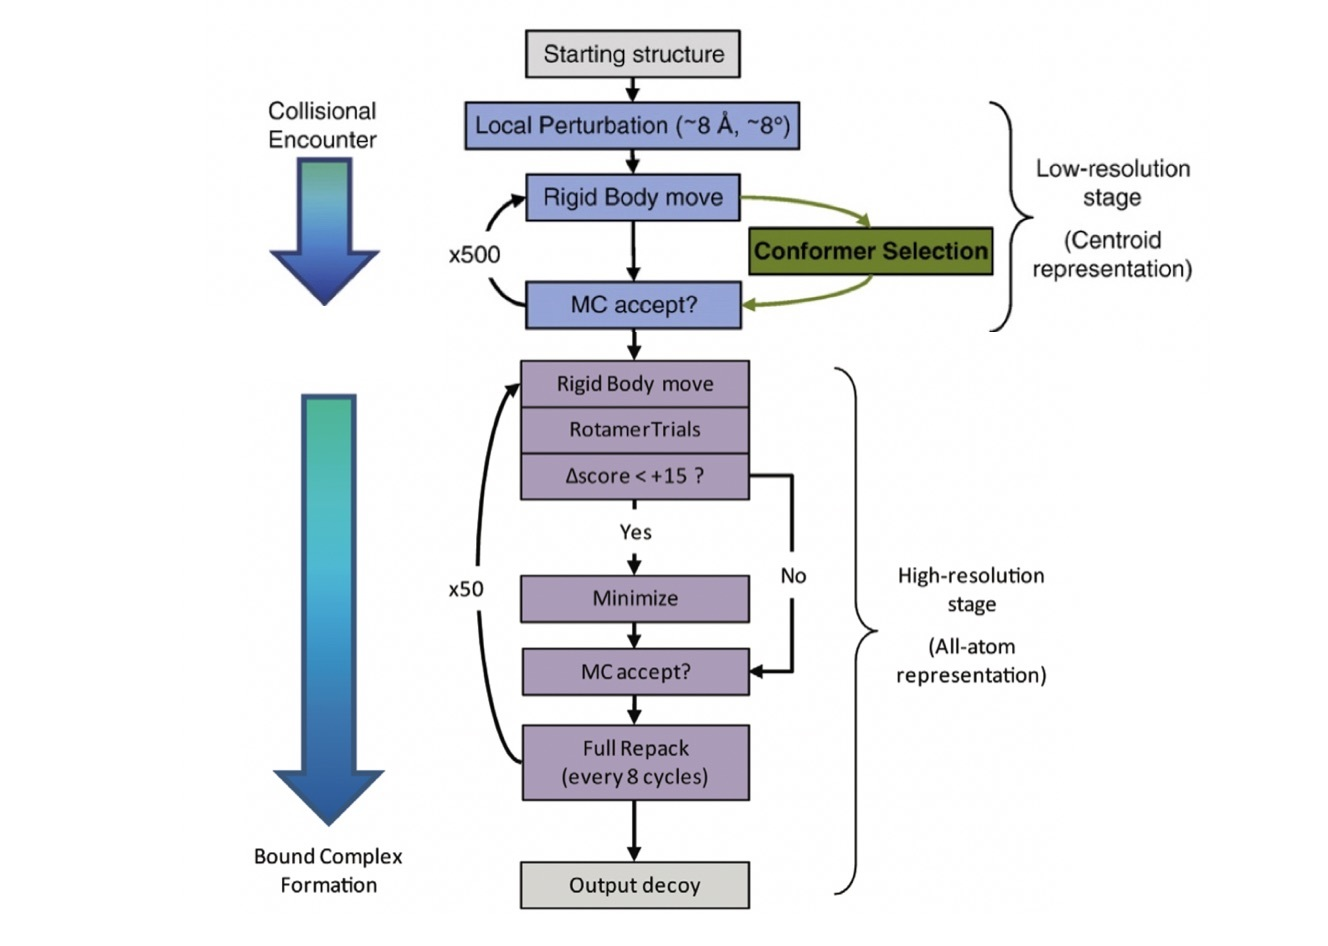 Starting structure
Collisional
Encounter
Local Perturbation (~8 Å, ~8°)
Rigid Body move
x500
Conformer Selection
MC accept?
Low-resolution
stage
(Centroid
representation)
Rigid Body move
RotamerTrials
Δscore < +15 ?
Yes
No
x50
Minimize
MC accept?
Full Repack
(every 8 cycles)
High-resolution
stage
(All-atom
representation)
Bound Complex
Formation
Output decoy